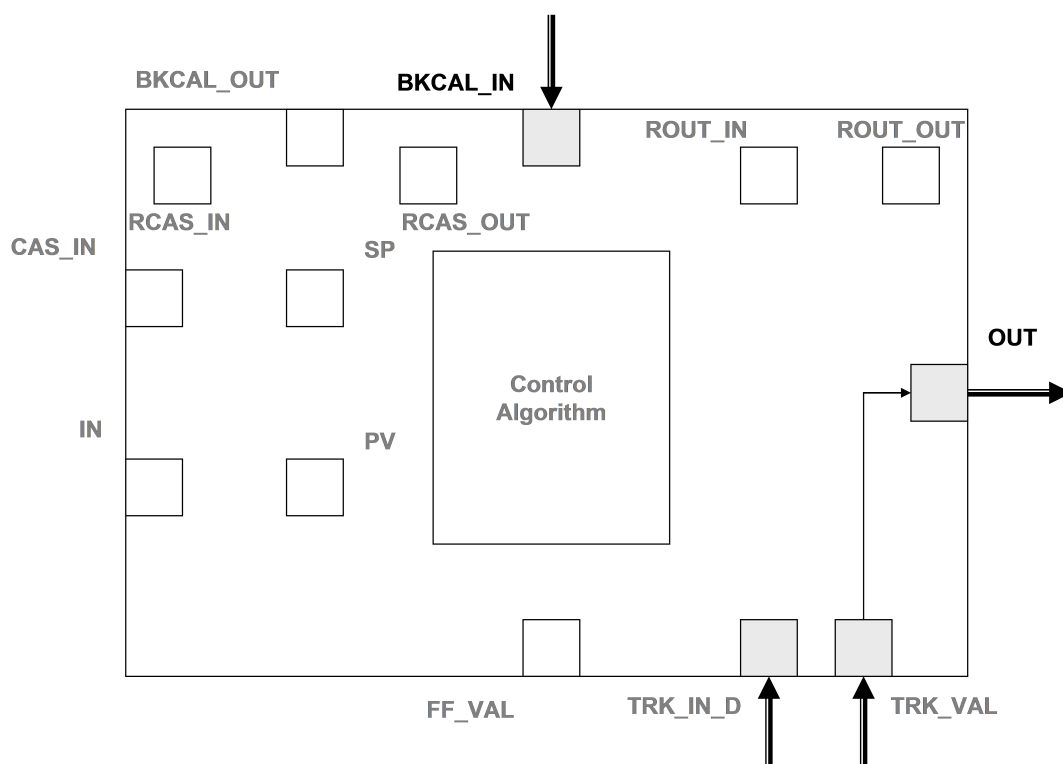 BKCAL_OUT
BKCAL_IN
ROUT_IN
ROUT_OUT
RCAS_IN
RCAS_OUT
CAS_IN
SP
OUT
Control
Algorithm
IN
PV
FF_VAL
TRK_IN_D
TRK_VAL